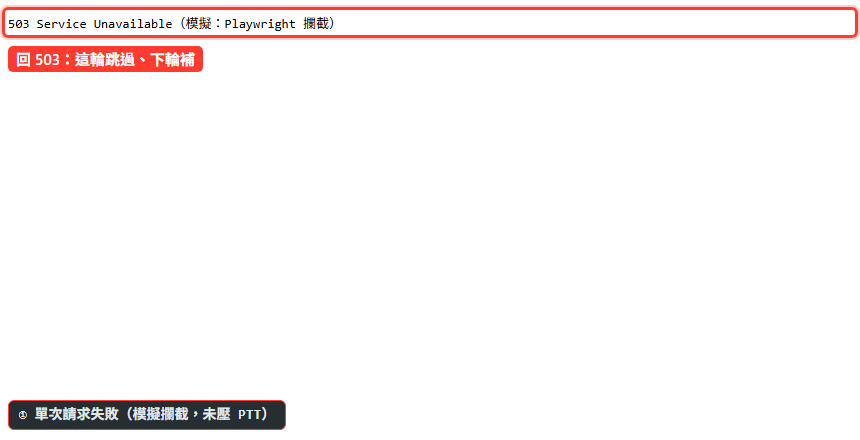 503 Service Unavailable（模擬：Playwright 攔截）
回 503：這輪跳過、下輪補
① 單次請求失敗（模擬攔截，未壓 PTT）